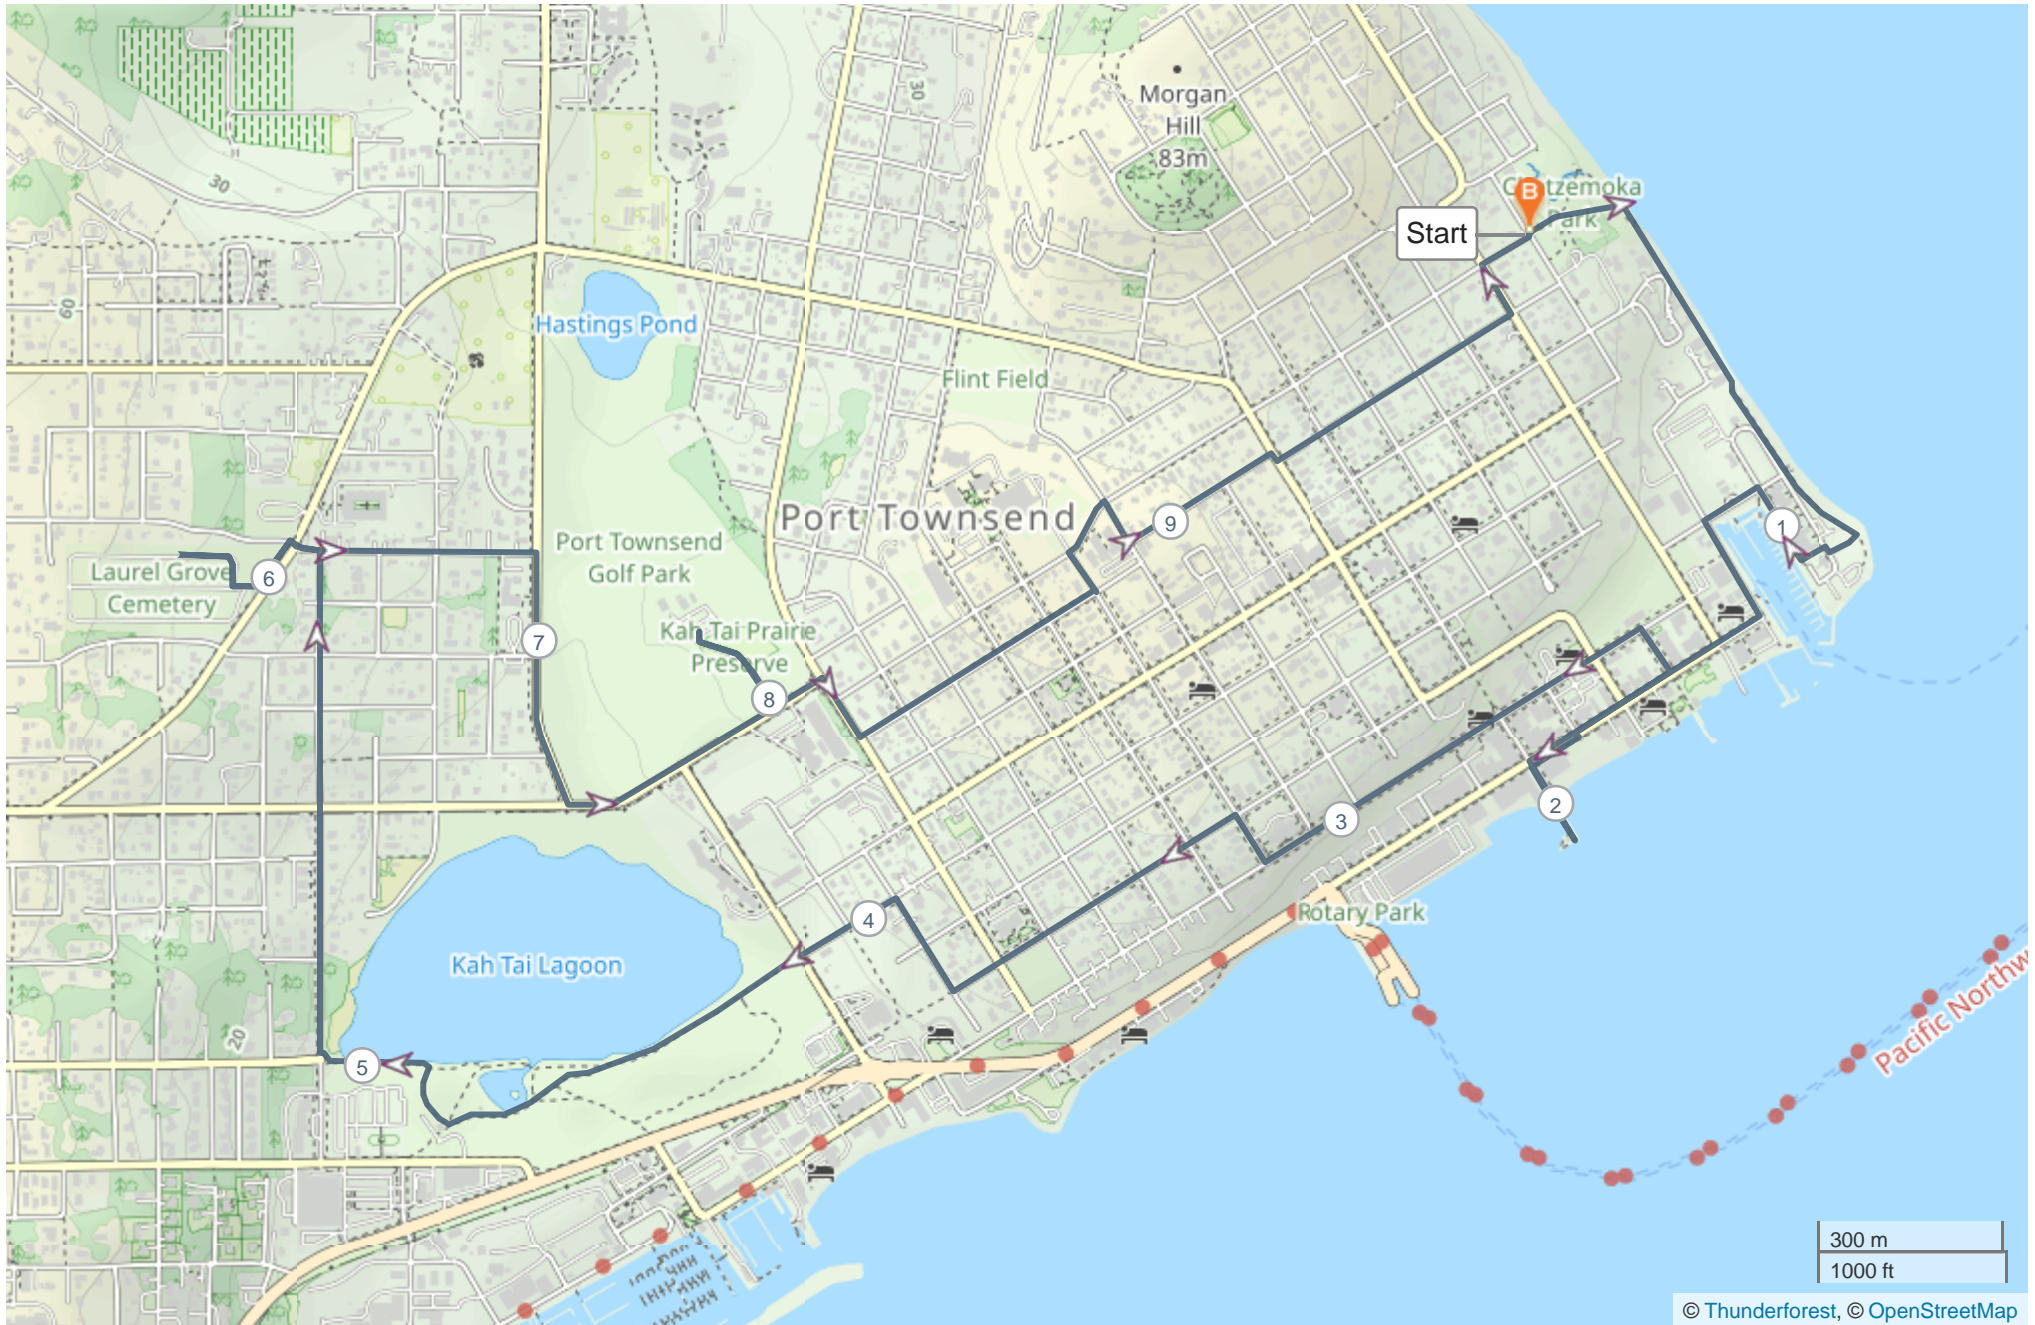 Morgan
Hill
83m
30
30
60
20
Chetzemoka
Park
B
Start
Hastings Pond
Flint Field
Port Townsend
Port Townsend
Golf Park
Laurel Grove
Cemetery
Kah Tai Prairie
Preserve
Kah Tai Lagoon
Rotary Park
Pacific Northw
1
2
3
4
5
6
7
8
9
300 m
1000 ft
© Thunderforest, © OpenStreetMap